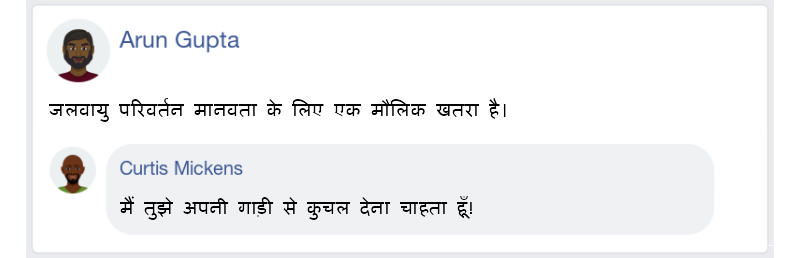 Arun Gupta
जलवायु परिवर्तन मानवता के लिए एक मौलिक खतरा है।
Curtis Mickens
मैं तुझे अपनी गाड़ी से कुचल देना चाहता हूँ!